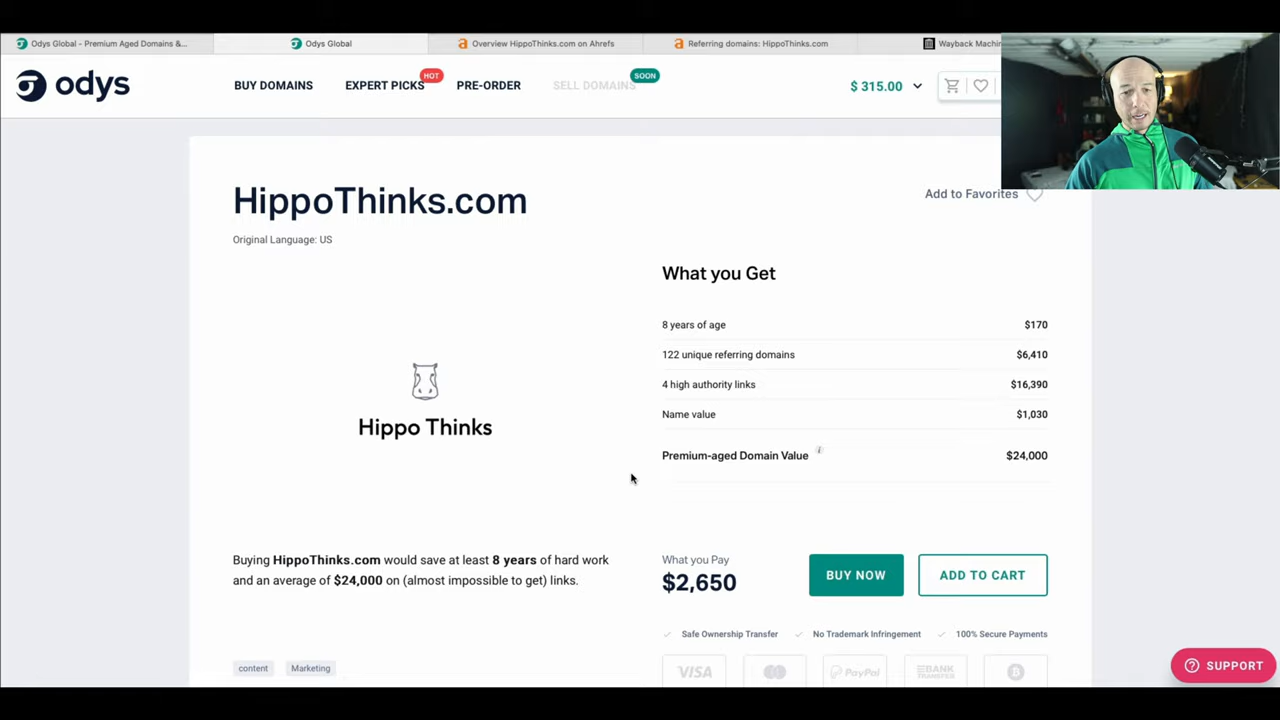 Odys Global - Premium Aged Domains &...
Odys Global
Overview HippoThinks.com on Ahrefs
Referring domains: HippoThinks.com
Wayback Machin
odys
BUY DOMAINS
EXPERT PICKS
HOT
PRE-ORDER
SELL DOMAINS
SOON
$ 315.00
HippoThinks.com
Add to Favorites
Original Language: US
What you Get
8 years of age $170
122 unique referring domains $6,410
4 high authority links $16,390
Name value $1,030
Premium-aged Domain Value i $24,000
Hippo Thinks
Buying HippoThinks.com would save at least 8 years of hard work
and an average of $24,000 on (almost impossible to get) links.
What you Pay
$2,650
BUY NOW
ADD TO CART
Safe Ownership Transfer
No Trademark Infringement
100% Secure Payments
content
Marketing
VISA
PayPal
BANK
TRANSFER
SUPPORT